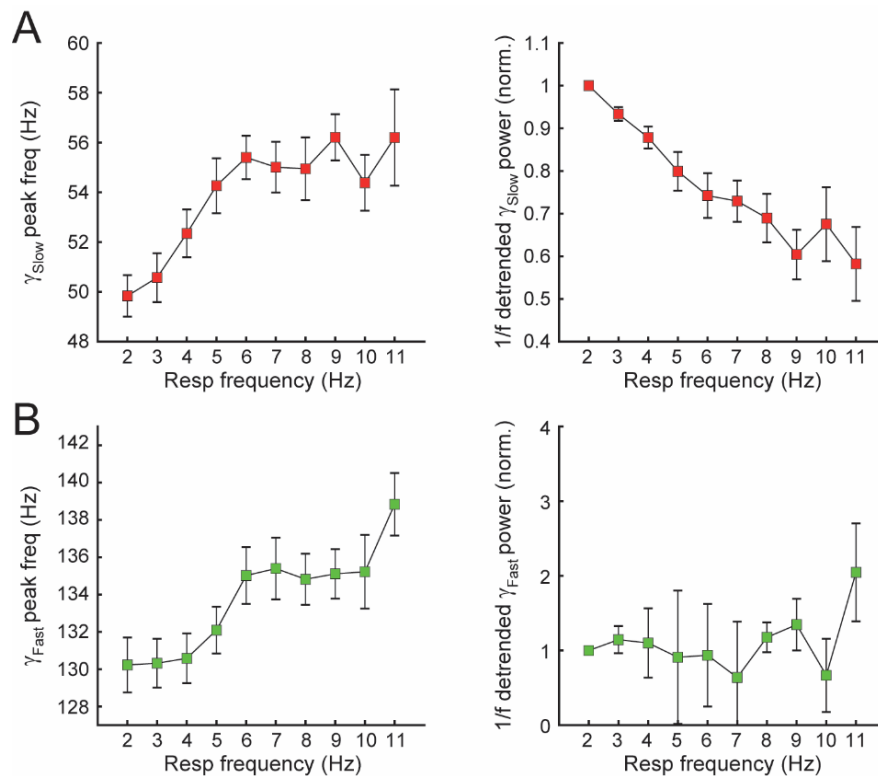 A
60
58
56
54
52
50
48
γSlow peak freq (Hz)
2 3 4 5 6 7 8 9 10 11
Resp frequency (Hz)
1.1
1
0.9
0.8
0.7
0.6
0.5
0.4
1/f detrended γSlow power (norm.)
2 3 4 5 6 7 8 9 10 11
Resp frequency (Hz)
B
142
140
138
136
135
131
130
128
γFast peak freq (Hz)
2 3 4 5 6 7 8 9 10 11
Resp frequency (Hz)
4
3
2
1
0
1/f detrended γFast power (norm.)
2 3 4 5 6 7 8 9 10 11
Resp frequency (Hz)